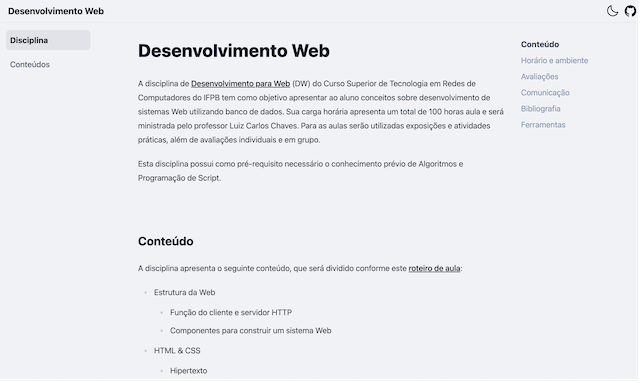 Desenvolvimento Web
Disciplina
Conteúdos
Desenvolvimento Web
A disciplina de Desenvolvimento para Web (DW) do Curso Superior de Tecnologia em Redes de
Computadores do IFPB tem como objetivo apresentar ao aluno conceitos sobre desenvolvimento de
sistemas Web utilizando banco de dados. Sua carga horária apresenta um total de 100 horas aula e será
ministrada pelo professor Luiz Carlos Chaves. Para as aulas serão utilizadas exposições e atividades
práticas, além de avaliações individuais e em grupo.
Esta disciplina possui como pré-requisito necessário o conhecimento prévio de Algoritmos e
Programação de Script.
Conteúdo
A disciplina apresenta o seguinte conteúdo, que será dividido conforme este roteiro de aula:
Estrutura da Web
Função do cliente e servidor HTTP
Componentes para construir um sistema Web
HTML & CSS
Hipertexto
Conteúdo
Horário e ambiente
Avaliações
Comunicação
Bibliografia
Ferramentas